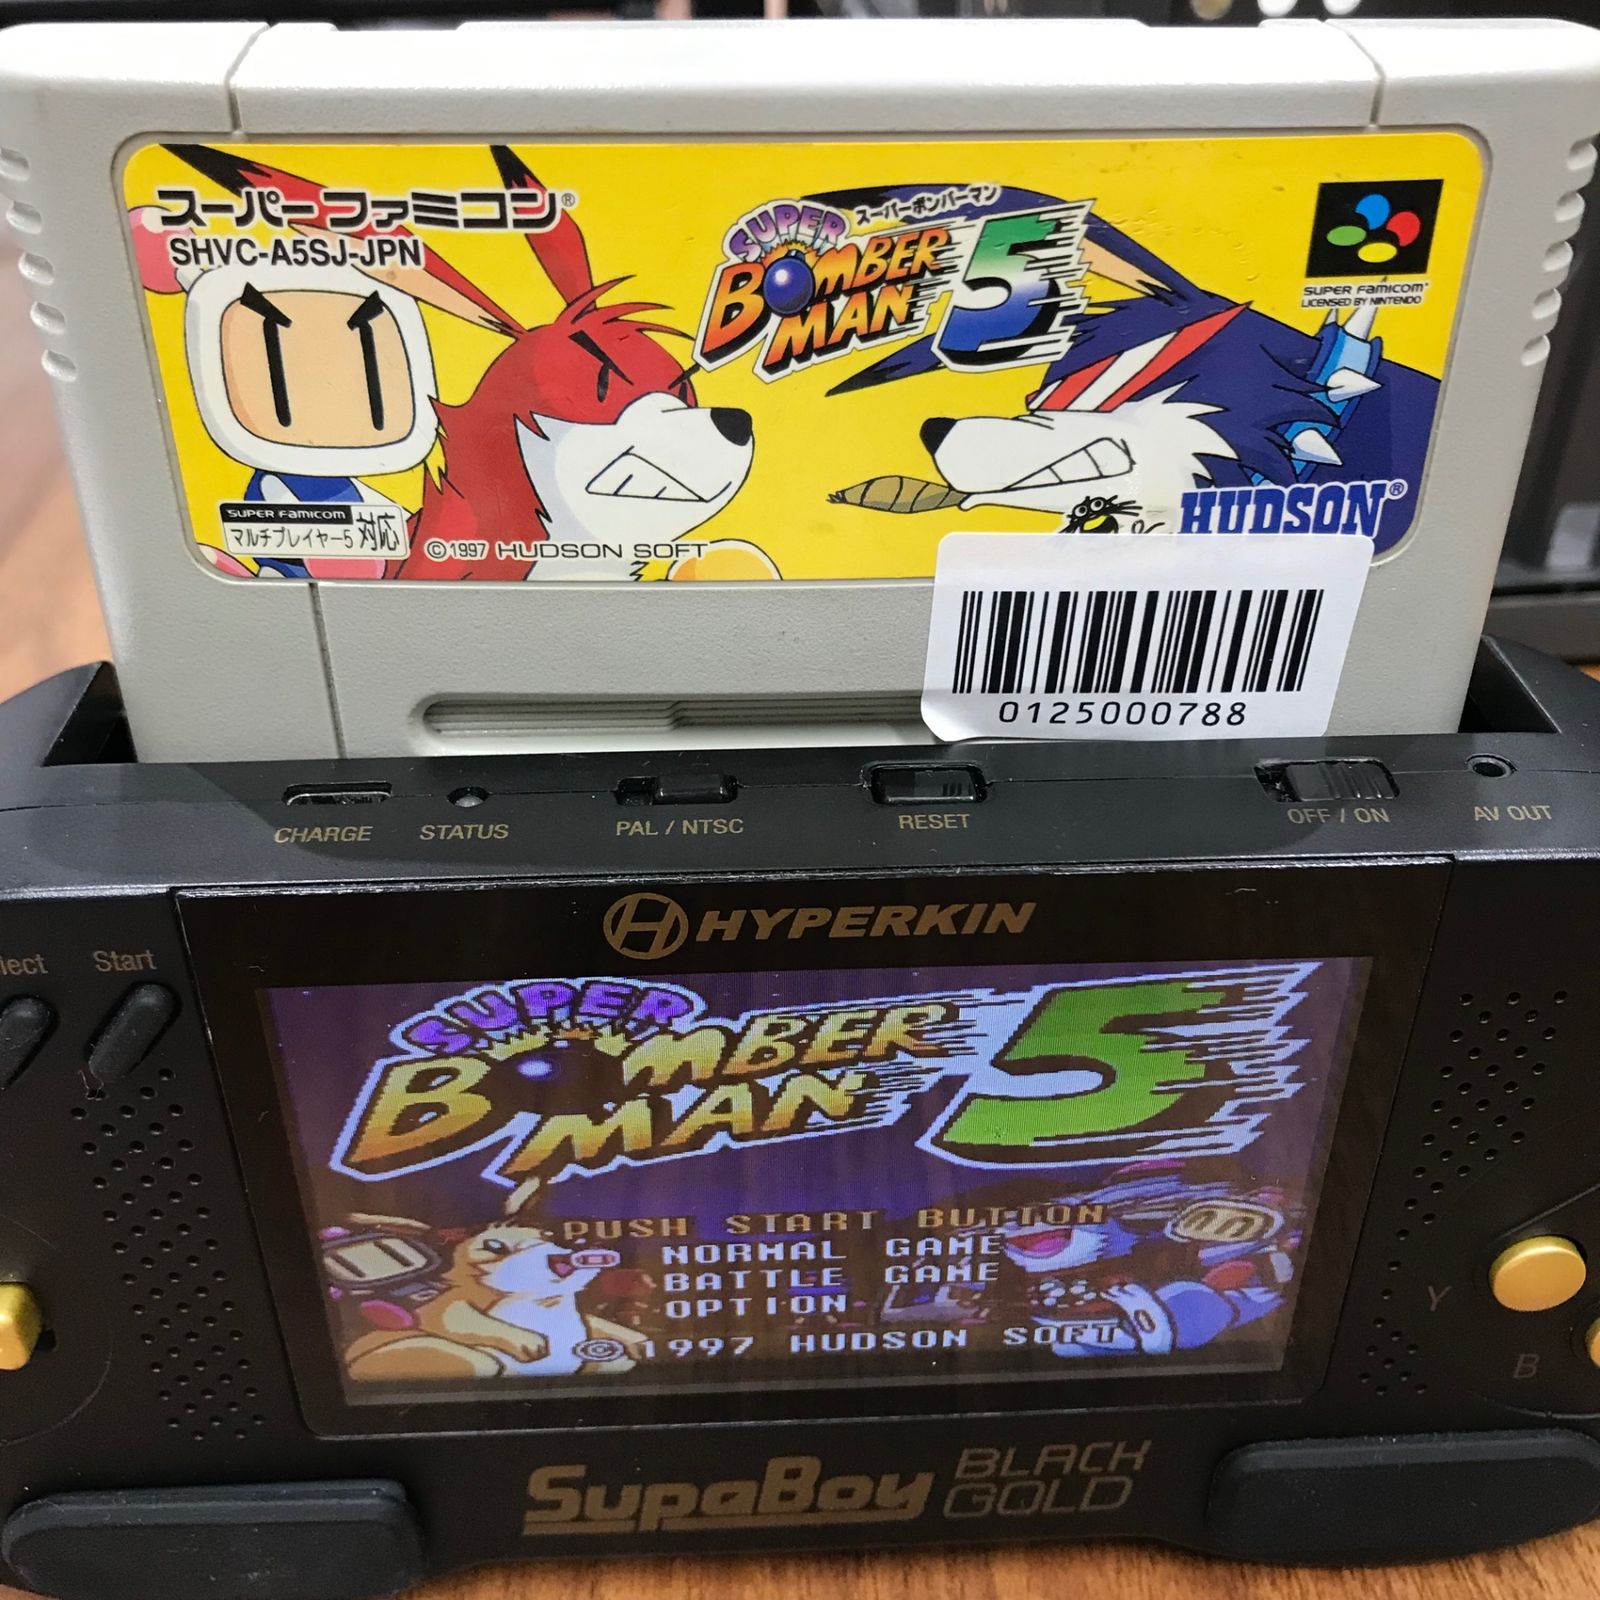 スーパーファミコン®
SHVC-A5SJ-JPN
スーパーボンバーマン
SUPER
BOMBER
MAN 5
SUPER FAMICOM®
LICENSED BY NINTENDO
SUPER FAMICOM
マルチプレイヤー5 対応
©1997 HUDSON SOFT
HUDSON®
0125000788
CHARGE
STATUS
PAL / NTSC
RESET
OFF / ON
AV OUT
HYPERKIN
Start
SUPER
BOMBER
MAN 5
PUSH START BUTTON
NORMAL GAME
BATTLE GAME
OPTION
©1997 HUDSON SOFT
Y
B
SupaBoy
BLACK
GOLD